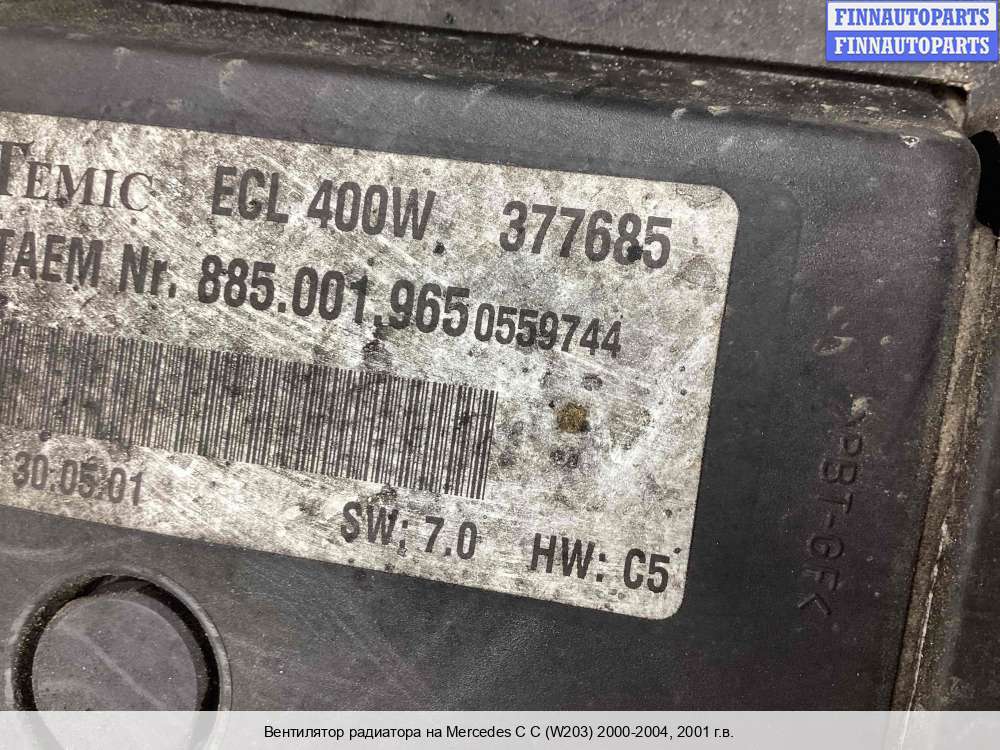 FINNAUTOPARTS
FINNAUTOPARTS
TEMIC ECL 400W. 377685
TAEM Nr. 885.001.965 0559744
30.05.01
SW: 7.0 HW: C5
>PBT-GF<
Вентилятор радиатора на Mercedes C C (W203) 2000-2004, 2001 г.в.